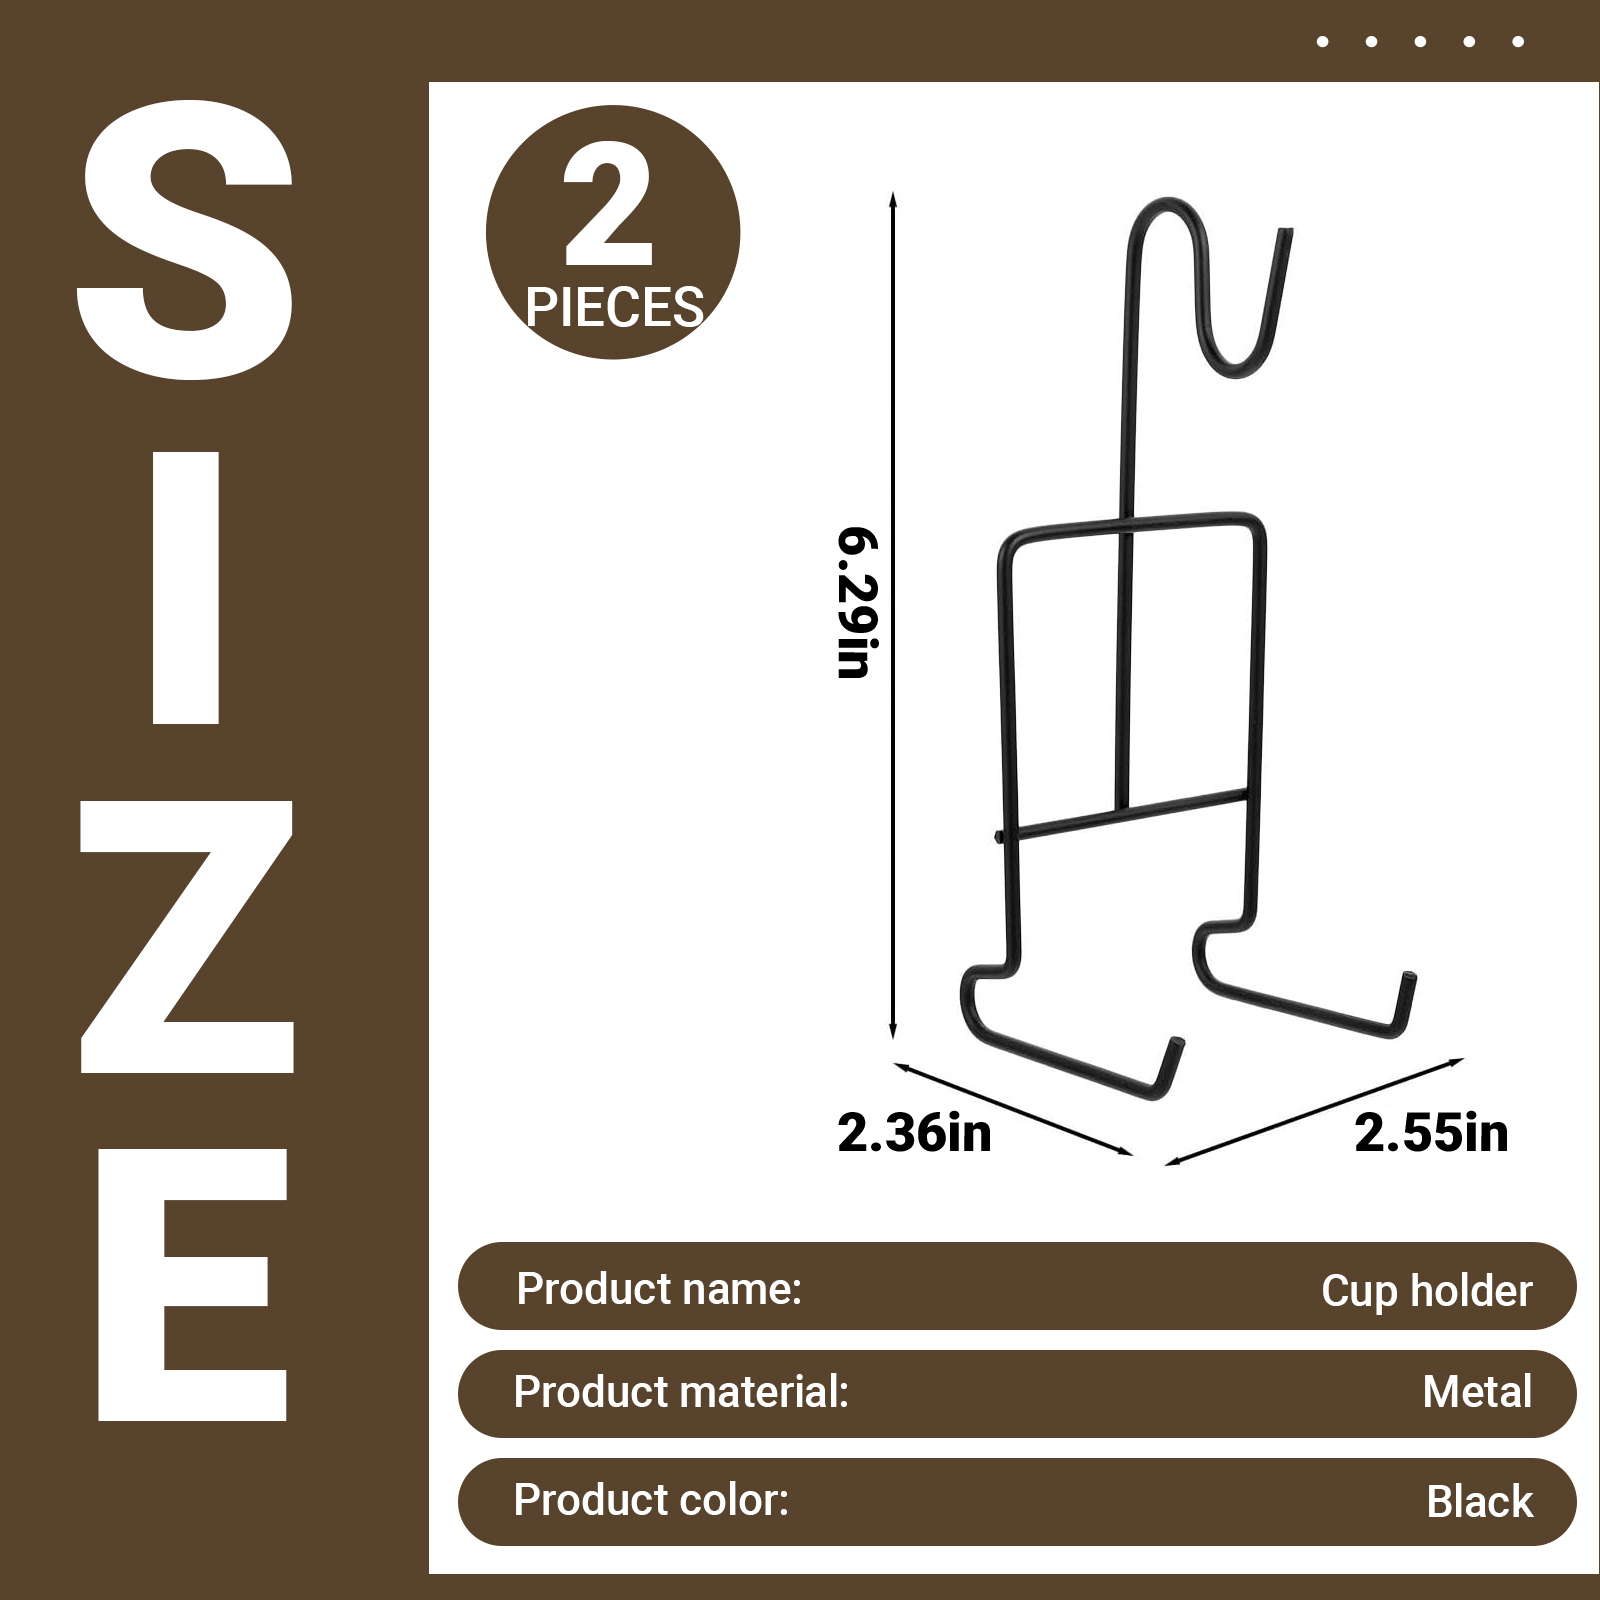 SIZE
2
PIECES
6.29in
2.36in
2.55in
Product name: Cup holder
Product material: Metal
Product color: Black